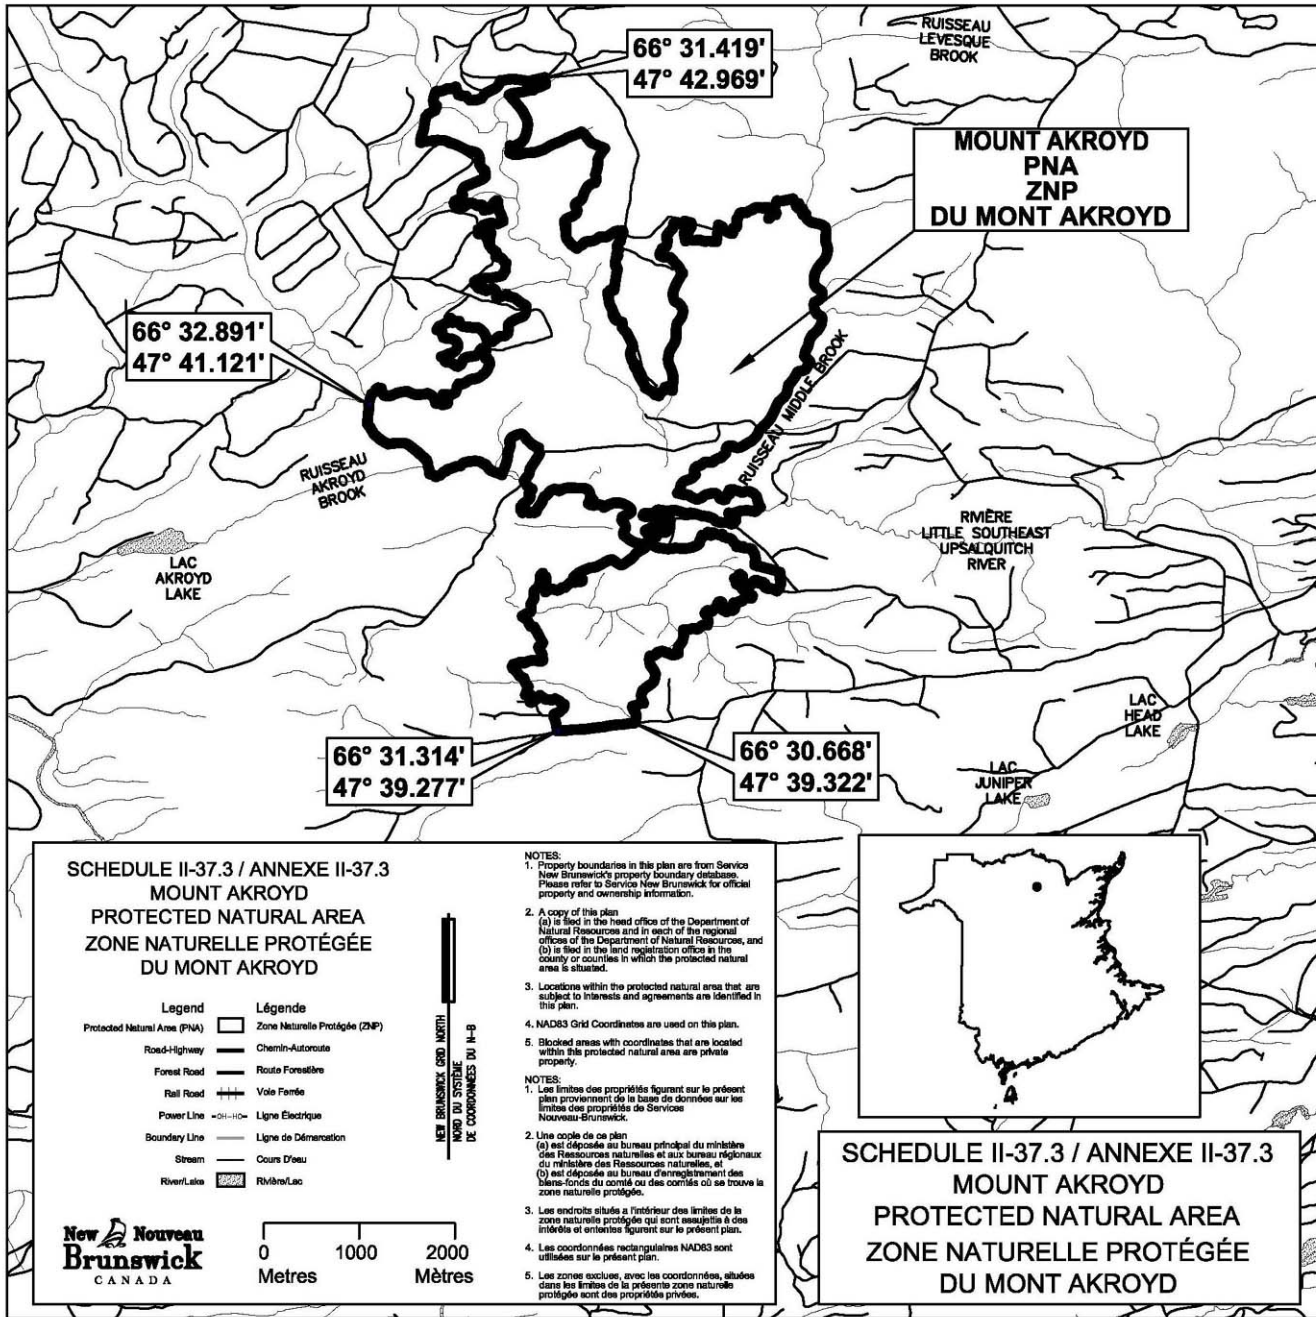 RUISSEAU
LEVESQUE
BROOK
66° 31.419'
47° 42.969'
MOUNT AKROYD
PNA
ZNP
DU MONT AKROYD
66° 32.891'
47° 41.121'
RUISSEAU MIDDLE BROOK
RUISSEAU
AKROYD
BROOK
LAC
AKROYD
LAKE
RIVIÈRE
LITTLE SOUTHEAST
UPSALQUITCH
RIVER
LAC
HEAD
LAKE
LAC
JUNIPER
LAKE
66° 31.314'
47° 39.277'
66° 30.668'
47° 39.322'
SCHEDULE II-37.3 / ANNEXE II-37.3
MOUNT AKROYD
PROTECTED NATURAL AREA
ZONE NATURELLE PROTÉGÉE
DU MONT AKROYD
Legend Légende
Protected Natural Area (PNA) Zone Naturelle Protégée (ZNP)
Road-Highway Chemin-Autoroute
Forest Road Route Forestière
Rail Road Voie Ferrée
Power Line -OH-HO- Ligne Électrique
Boundary Line Ligne de Démarcation
Stream Cours D'eau
River/Lake Rivière/Lac
NEW BRUNSWICK GRID NORTH
NORD DU SYSTÈME
DE COORDONNÉES DU N-B
New Nouveau
Brunswick
CANADA
0 1000 2000
Metres Mètres
NOTES:
1. Property boundaries in this plan are from Service
New Brunswick's property boundary database.
Please refer to Service New Brunswick for official
property and ownership information.
2. A copy of this plan
(a) is filed in the head office of the Department of
Natural Resources and in each of the regional
offices of the Department of Natural Resources, and
(b) is filed in the land registration office in the
county or counties in which the protected natural
area is situated.
3. Locations within the protected natural area that are
subject to interests and agreements are identified in
this plan.
4. NAD83 Grid Coordinates are used on this plan.
5. Blocked areas with coordinates that are located
within this protected natural area are private
property.
NOTES:
1. Les limites des propriétés figurant sur le présent
plan proviennent de la base de données sur les
limites des propriétés de Services
Nouveau-Brunswick.
2. Une copie de ce plan
(a) est déposée au bureau principal du ministère
des Ressources naturelles et aux bureau régionaux
du ministère des Ressources naturelles, et
(b) est déposée au bureau d'enregistrement des
biens-fonds du comté ou des comtés où se trouve la
zone naturelle protégée.
3. Les endroits situés a l'intérieur des limites de la
zone naturelle protégée qui sont assujettis à des
intérêts et ententes figurent sur le présent plan.
4. Les coordonnées rectangulaires NAD83 sont
utilisées sur le présent plan.
5. Les zones exclues, avec les coordonnées, situées
dans les limites de la présente zone naturelle
protégée sont des propriétés privées.
SCHEDULE II-37.3 / ANNEXE II-37.3
MOUNT AKROYD
PROTECTED NATURAL AREA
ZONE NATURELLE PROTÉGÉE
DU MONT AKROYD